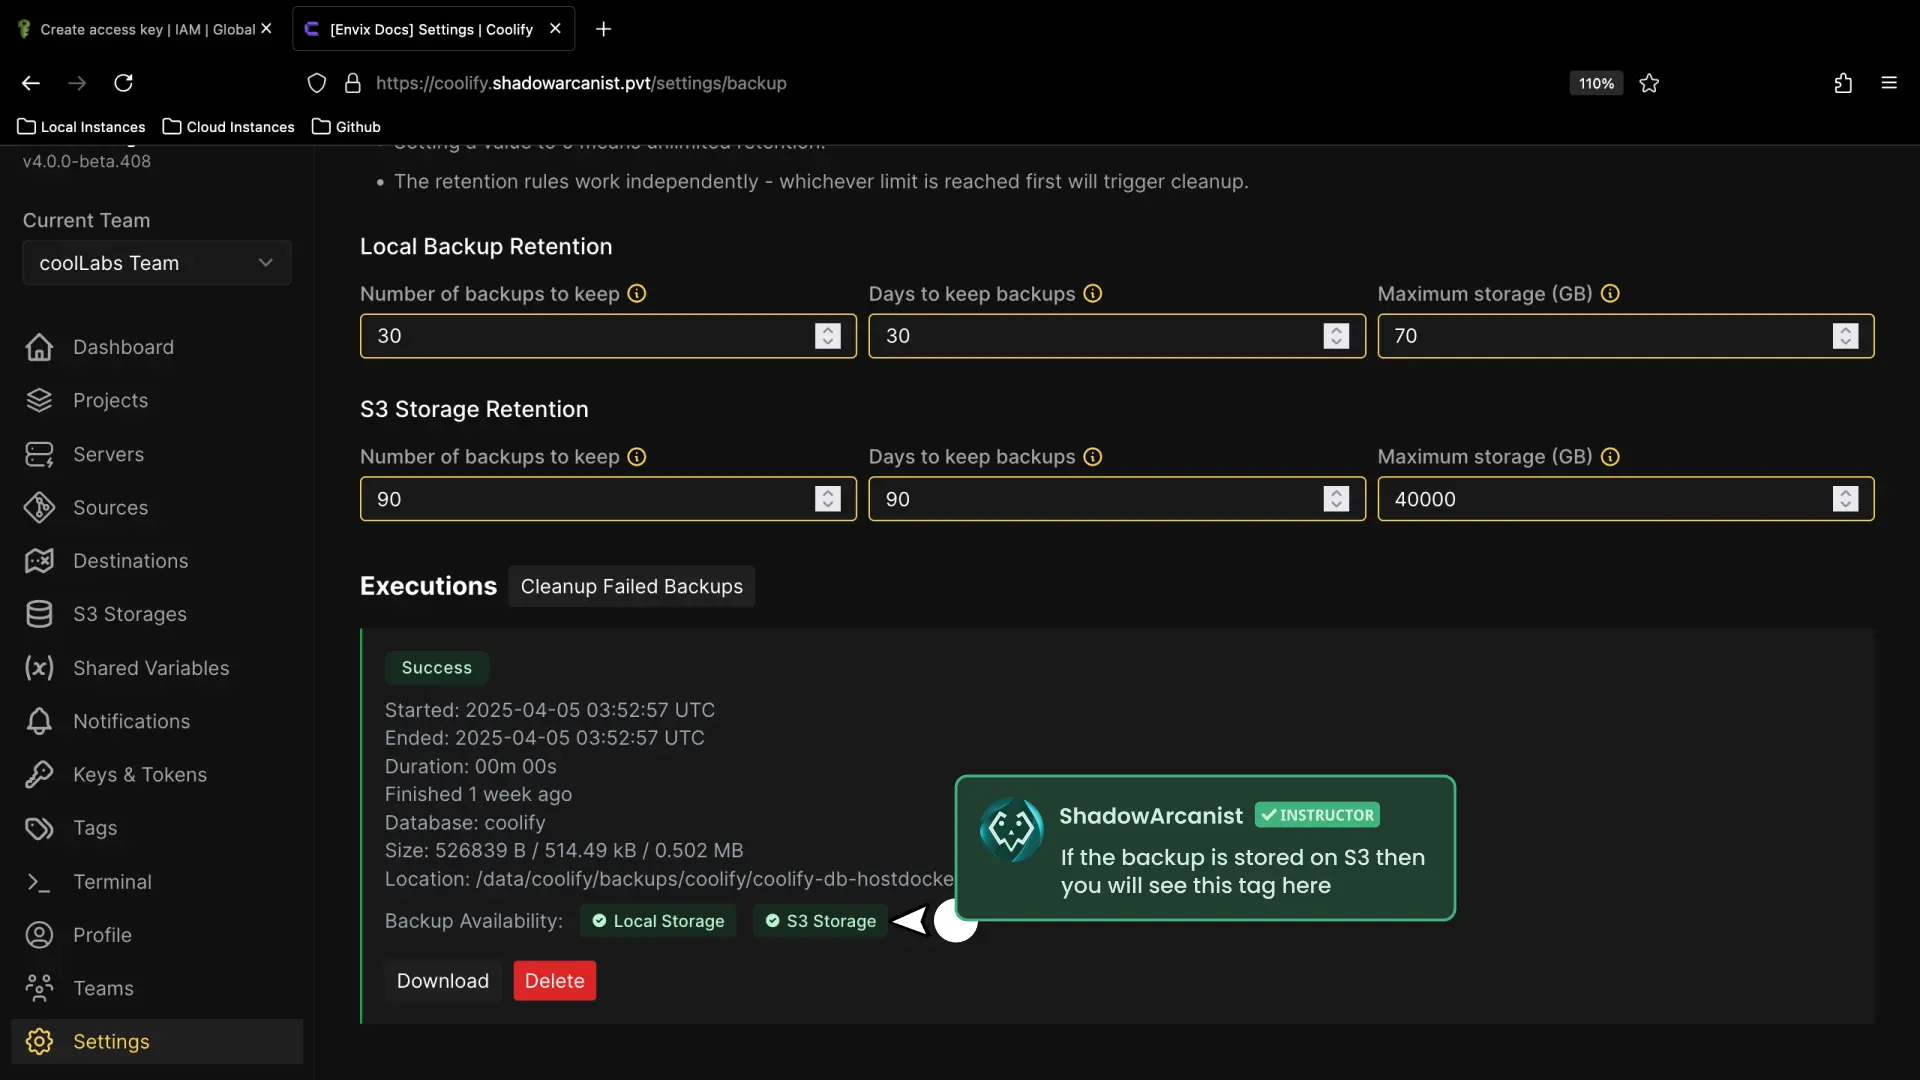 Create access key | IAM | Global
[Envix Docs] Settings | Coolify
https://coolify.shadowarcanist.pvt/settings/backup
110%
Local Instances
Cloud Instances
Github
v4.0.0-beta.408
Current Team
coolLabs Team
Dashboard
Projects
Servers
Sources
Destinations
S3 Storages
Shared Variables
Notifications
Keys & Tokens
Tags
Terminal
Profile
Teams
Settings
Setting a value to 0 means unlimited retention.
The retention rules work independently - whichever limit is reached first will trigger cleanup.
Local Backup Retention
Number of backups to keep
Days to keep backups
Maximum storage (GB)
30
30
70
S3 Storage Retention
Number of backups to keep
Days to keep backups
Maximum storage (GB)
90
90
40000
Executions
Cleanup Failed Backups
Success
Started: 2025-04-05 03:52:57 UTC
Ended: 2025-04-05 03:52:57 UTC
Duration: 00m 00s
Finished 1 week ago
Database: coolify
Size: 526839 B / 514.49 kB / 0.502 MB
Location: /data/coolify/backups/coolify/coolify-db-hostdocke
Backup Availability:
Local Storage
S3 Storage
Download
Delete
ShadowArcanist
INSTRUCTOR
If the backup is stored on S3 then
you will see this tag here